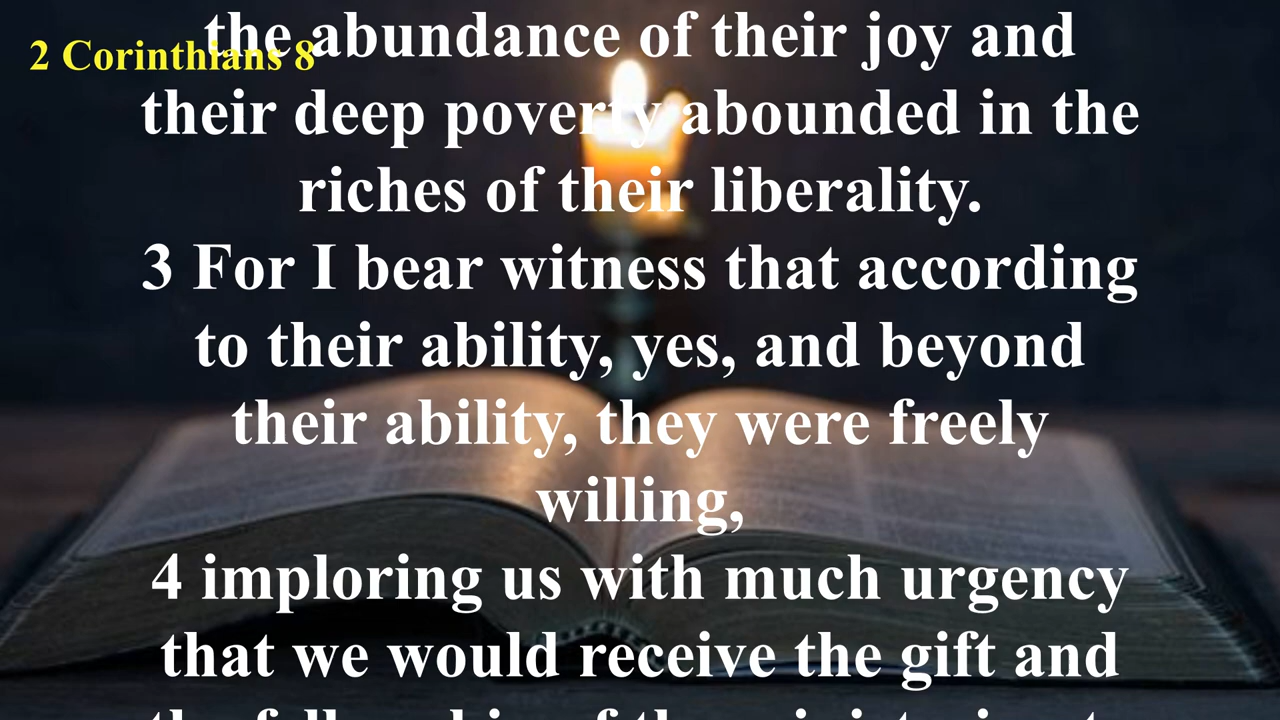 the abundance of their joy and
2 Corinthians 8
their deep poverty abounded in the
riches of their liberality.
3 For I bear witness that according
to their ability, yes, and beyond
their ability, they were freely
willing,
4 imploring us with much urgency
that we would receive the gift and